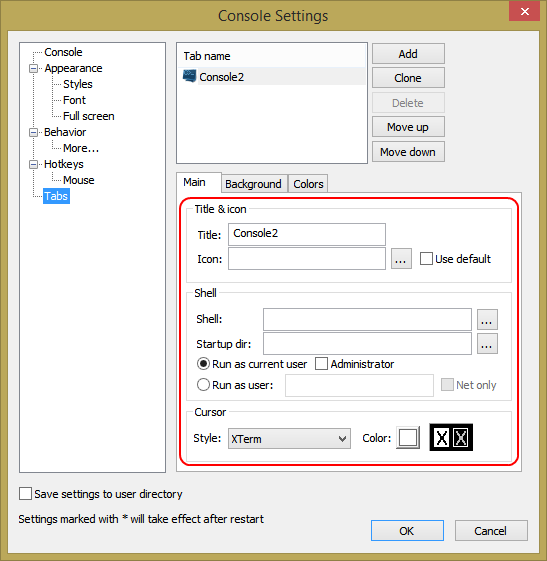 Console Settings
Console
Appearance
Styles
Font
Full screen
Behavior
More...
Hotkeys
Mouse
Tabs
Tab name
Console2
Add
Clone
Delete
Move up
Move down
Main Background Colors
Title & icon
Title: Console2
Icon: ... Use default
Shell
Shell: ...
Startup dir: ...
Run as current user Administrator
Run as user: Net only
Cursor
Style: XTerm Color: X X
Save settings to user directory
Settings marked with * will take effect after restart
OK Cancel